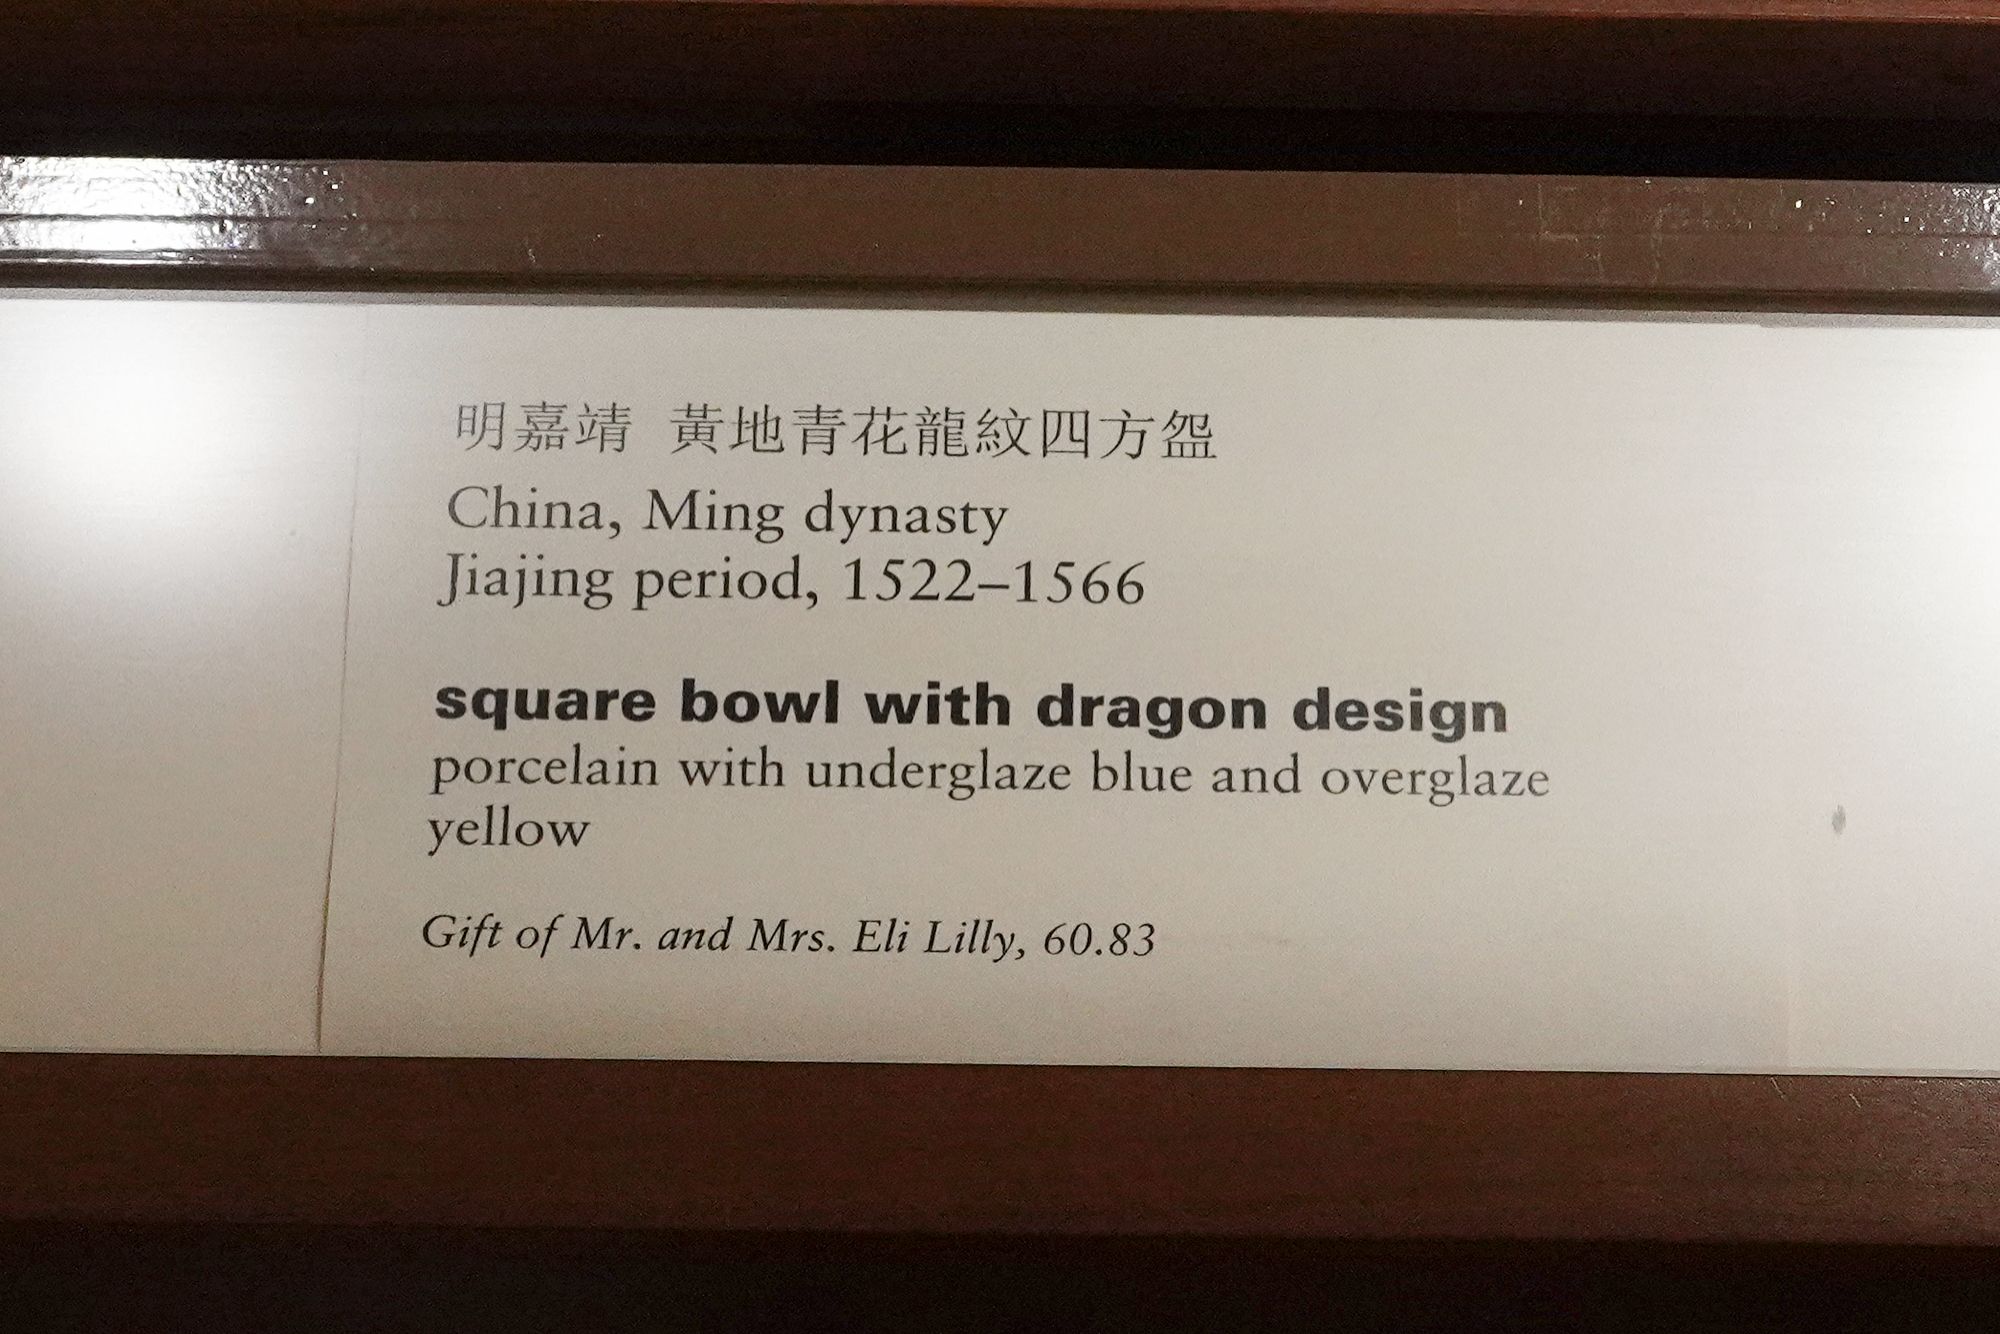 明嘉靖 黃地青花龍紋四方盌
China, Ming dynasty
Jiajing period, 1522–1566
square bowl with dragon design
porcelain with underglaze blue and overglaze
yellow
Gift of Mr. and Mrs. Eli Lilly, 60.83